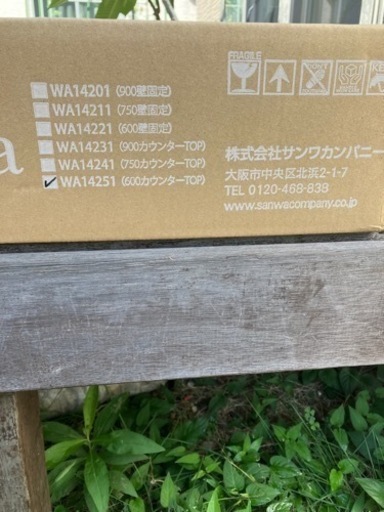 WA14201 (900壁固定)
WA14211 (750壁固定)
WA14221 (600壁固定)
WA14231 (900カウンターTOP)
WA14241 (750カウンターTOP)
WA14251 (600カウンターTOP)
a
FRAGILE
KE
株式会社サンワカンパニー
大阪市中央区北浜2-1-7
TEL 0120-468-838
www.sanwacompany.co.jp